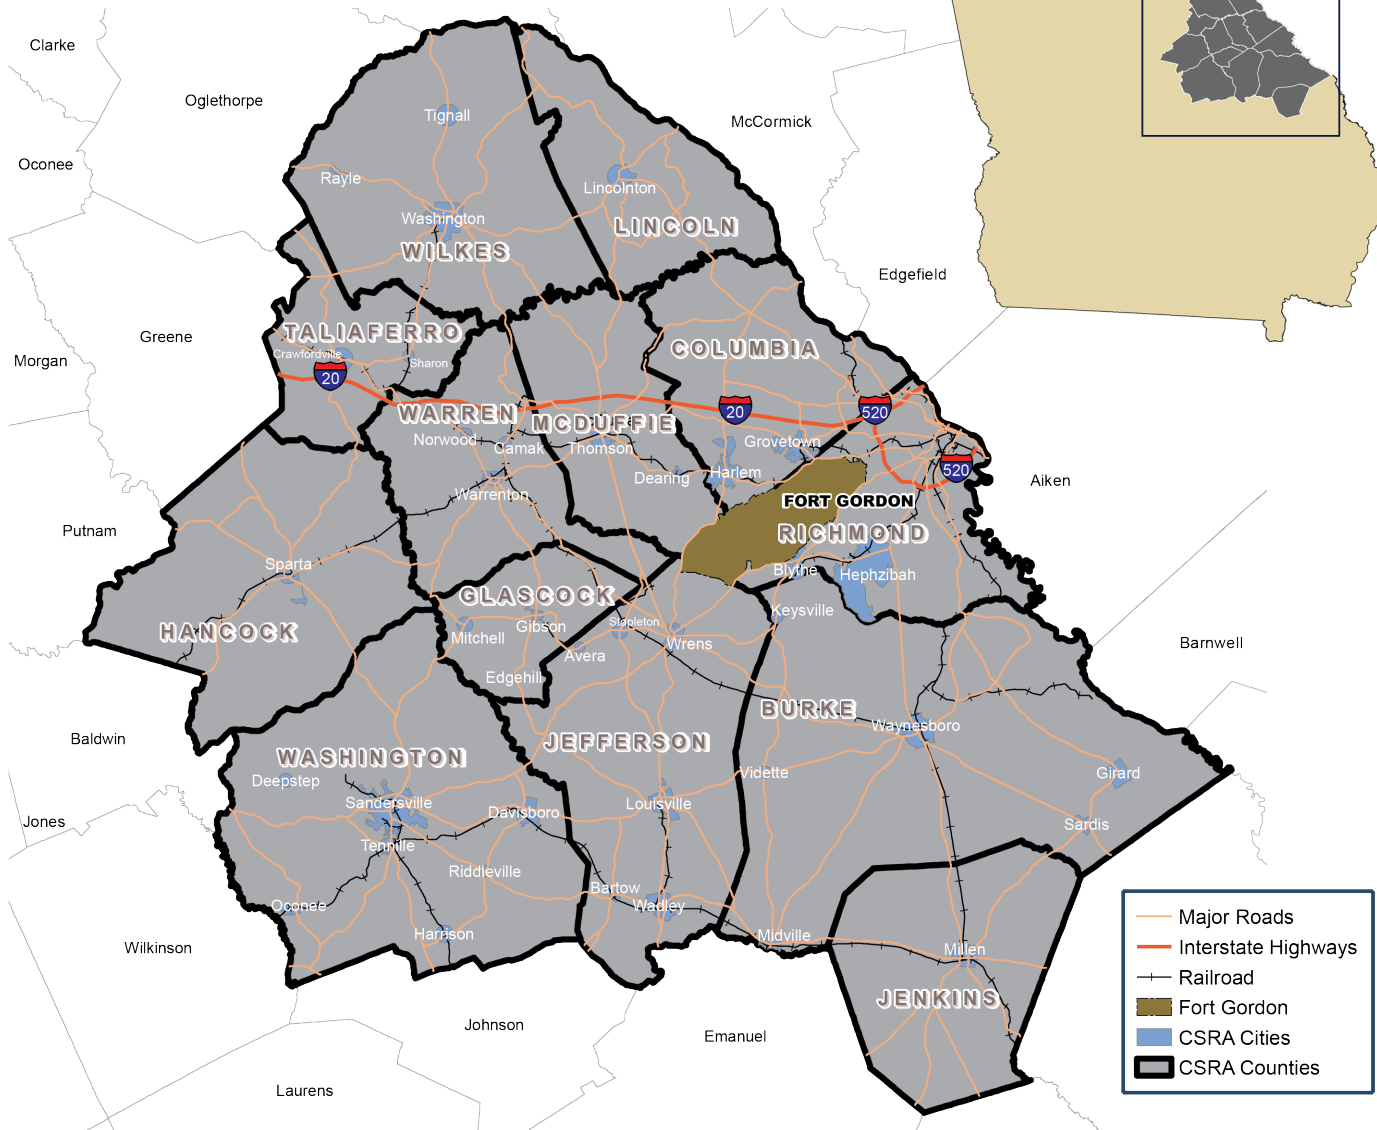 Clarke
Oglethorpe
McCormick
Tignall
Oconee
Rayle
Lincolnton
Washington
LINCOLN
WILKES
Edgefield
Greene
TALIAFERRO
COLUMBIA
Morgan
Crawfordville
Sharon
20
20
520
WARREN
MCDUFFIE
Norwood
Camak
Thomson
Grovetown
520
Dearing
Harlem
Aiken
Warrenton
FORT GORDON
Putnam
RICHMOND
Sparta
Blythe
Hephzibah
GLASCOCK
Keysville
HANCOCK
Mitchell
Gibson
Stapleton
Wrens
Barnwell
Avera
Edgehill
BURKE
Waynesboro
Baldwin
JEFFERSON
WASHINGTON
Deepstep
Vidette
Girard
Sandersville
Davisboro
Louisville
Jones
Sardis
Tennille
Riddleville
Bartow
Oconee
Wadley
Harrison
Midville
Wilkinson
Millen
JENKINS
Johnson
Emanuel
Laurens
Major Roads
Interstate Highways
Railroad
Fort Gordon
CSRA Cities
CSRA Counties